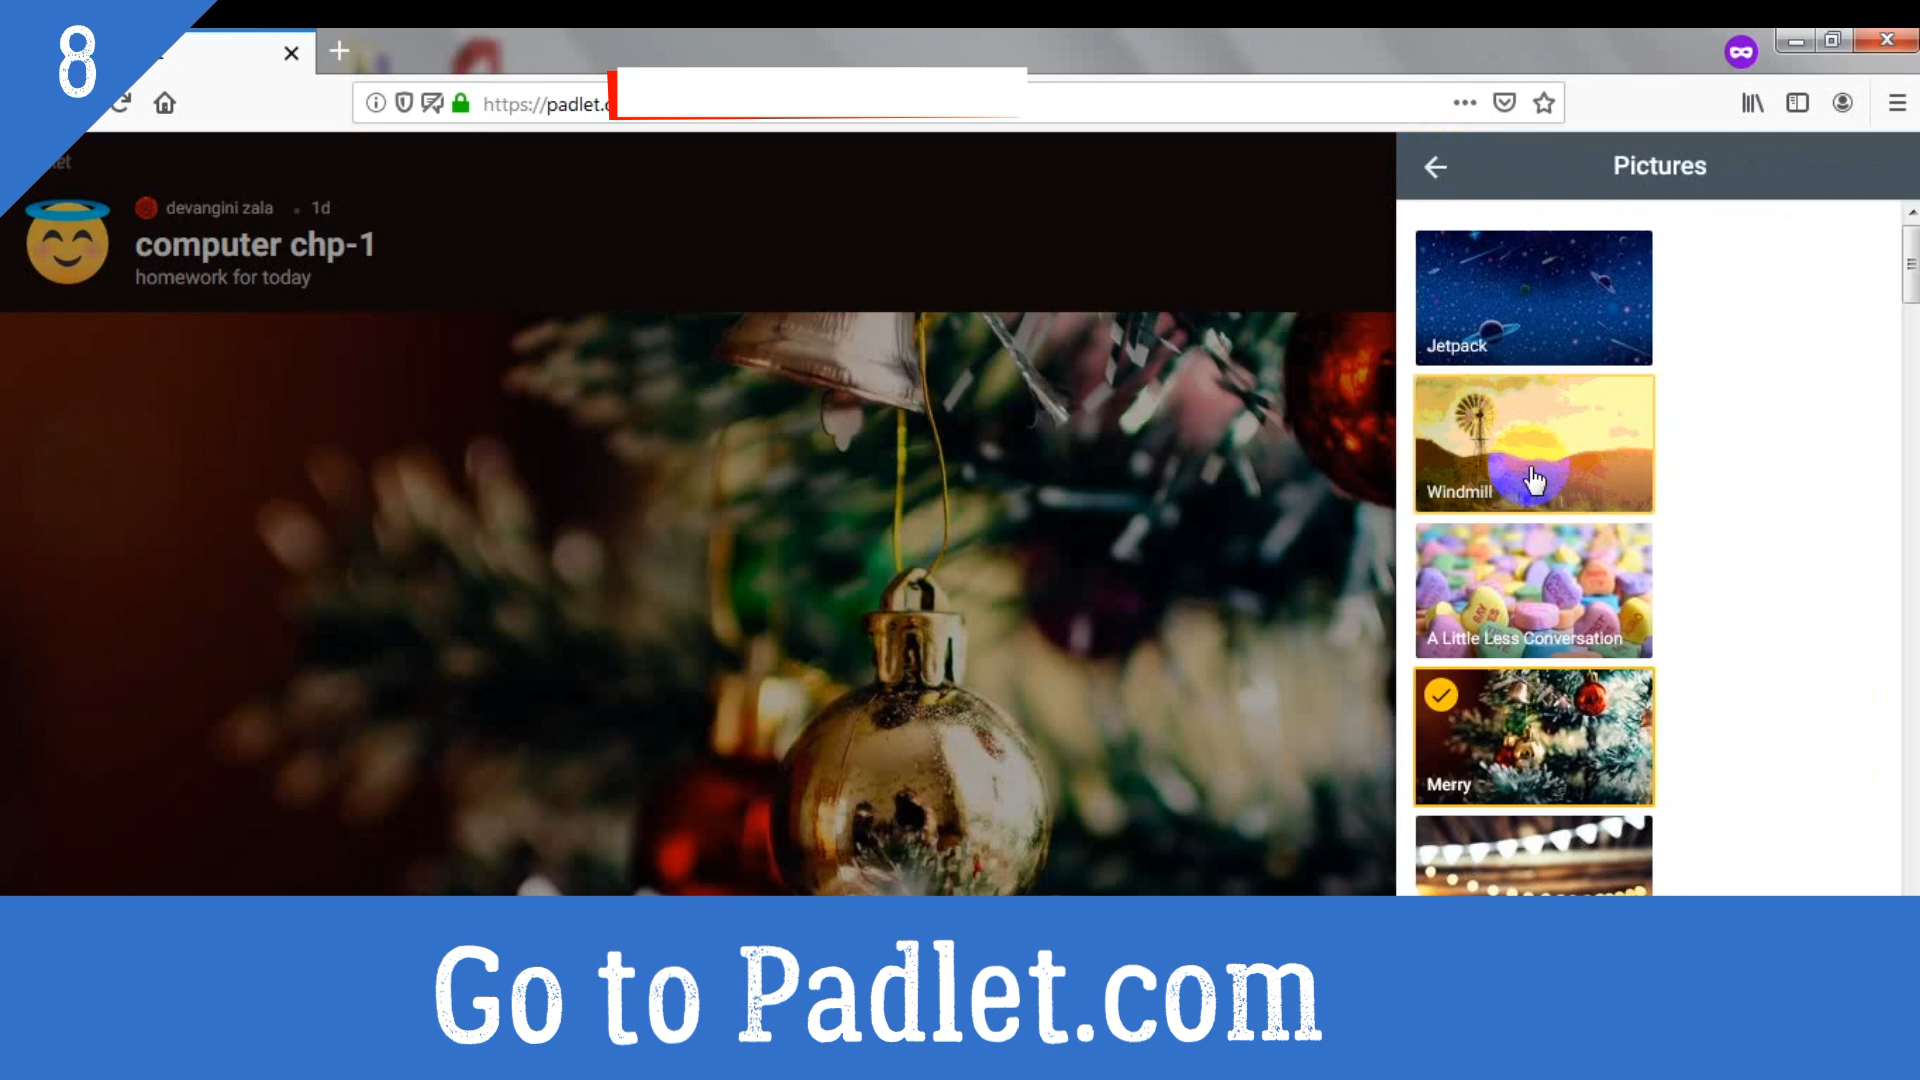 8
https://padlet.c
Pictures
devangini zala • 1d
computer chp-1
homework for today
Jetpack
Windmill
A Little Less Conversation
Merry
Go to Padlet.com